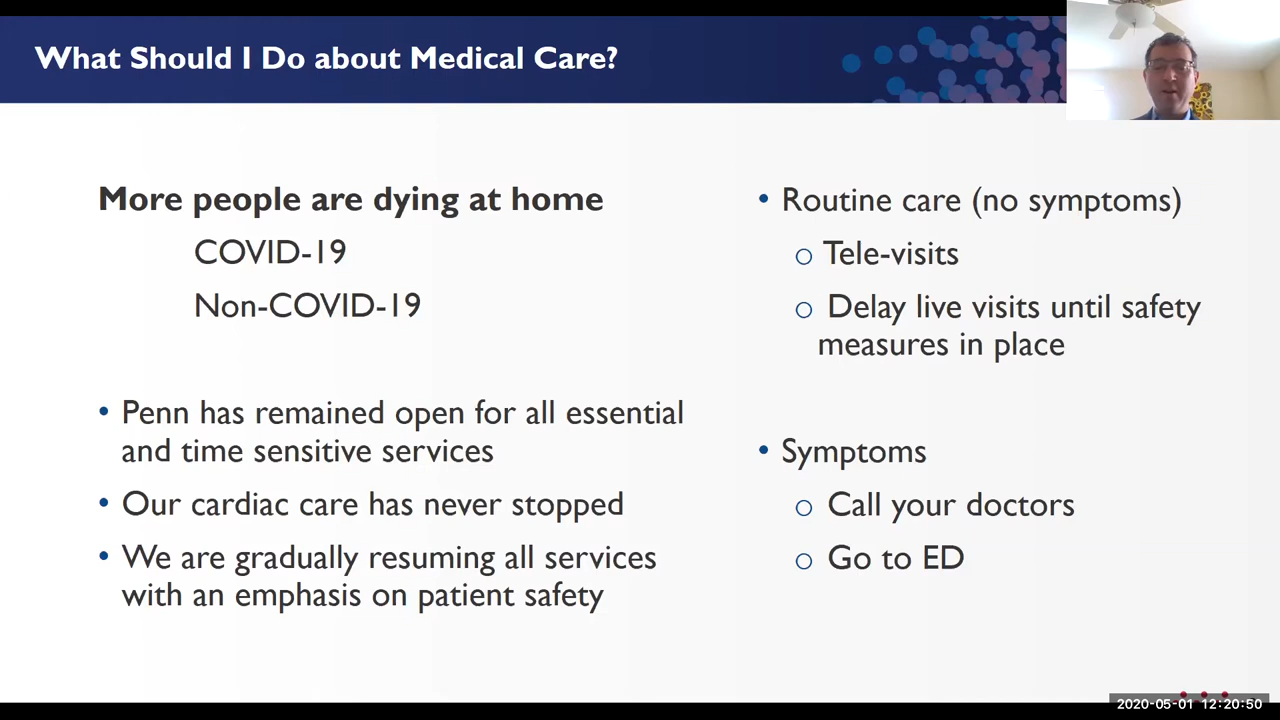 What Should I Do about Medical Care?
More people are dying at home
COVID-19
Non-COVID-19
• Penn has remained open for all essential
and time sensitive services
• Our cardiac care has never stopped
• We are gradually resuming all services
with an emphasis on patient safety
• Routine care (no symptoms)
o Tele-visits
o Delay live visits until safety
measures in place
• Symptoms
o Call your doctors
o Go to ED
2020-05-01 12:20:50